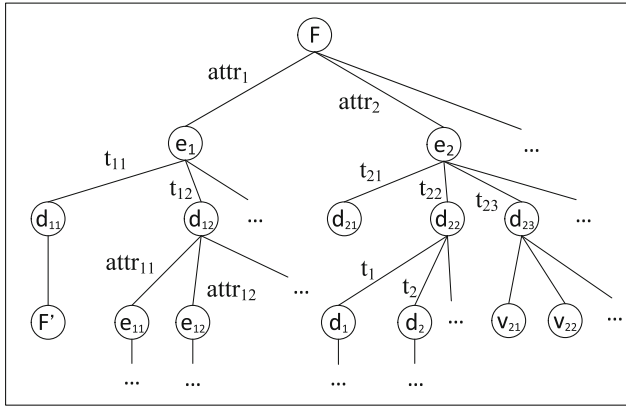 F
attr₁ attr₂
e₁ e₂ ...
t₁₁ t₁₂ t₂₁ t₂₂ t₂₃
d₁₁ d₁₂ ... d₂₁ d₂₂ d₂₃ ...
attr₁₁ attr₁₂ ... t₁ t₂
F' e₁₁ e₁₂ d₁ d₂ ... v₂₁ v₂₂ ...
... ... ... ...